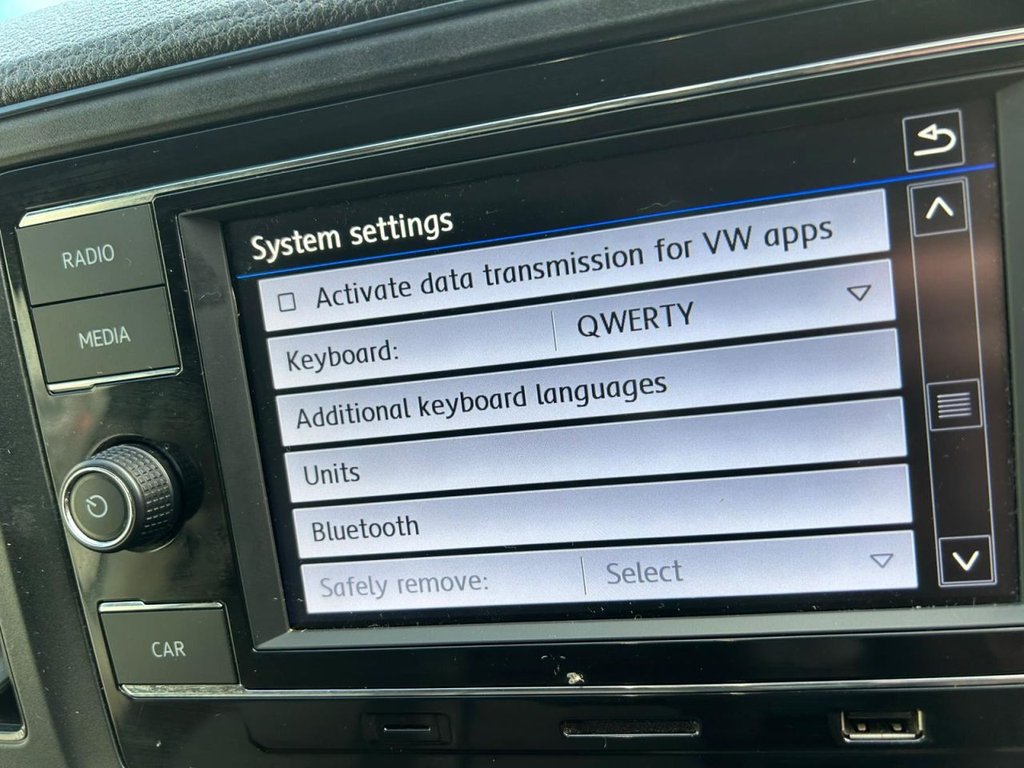 System settings
Activate data transmission for VW apps
Keyboard: QWERTY
Additional keyboard languages
Units
Bluetooth
Safely remove: Select
RADIO
MEDIA
CAR